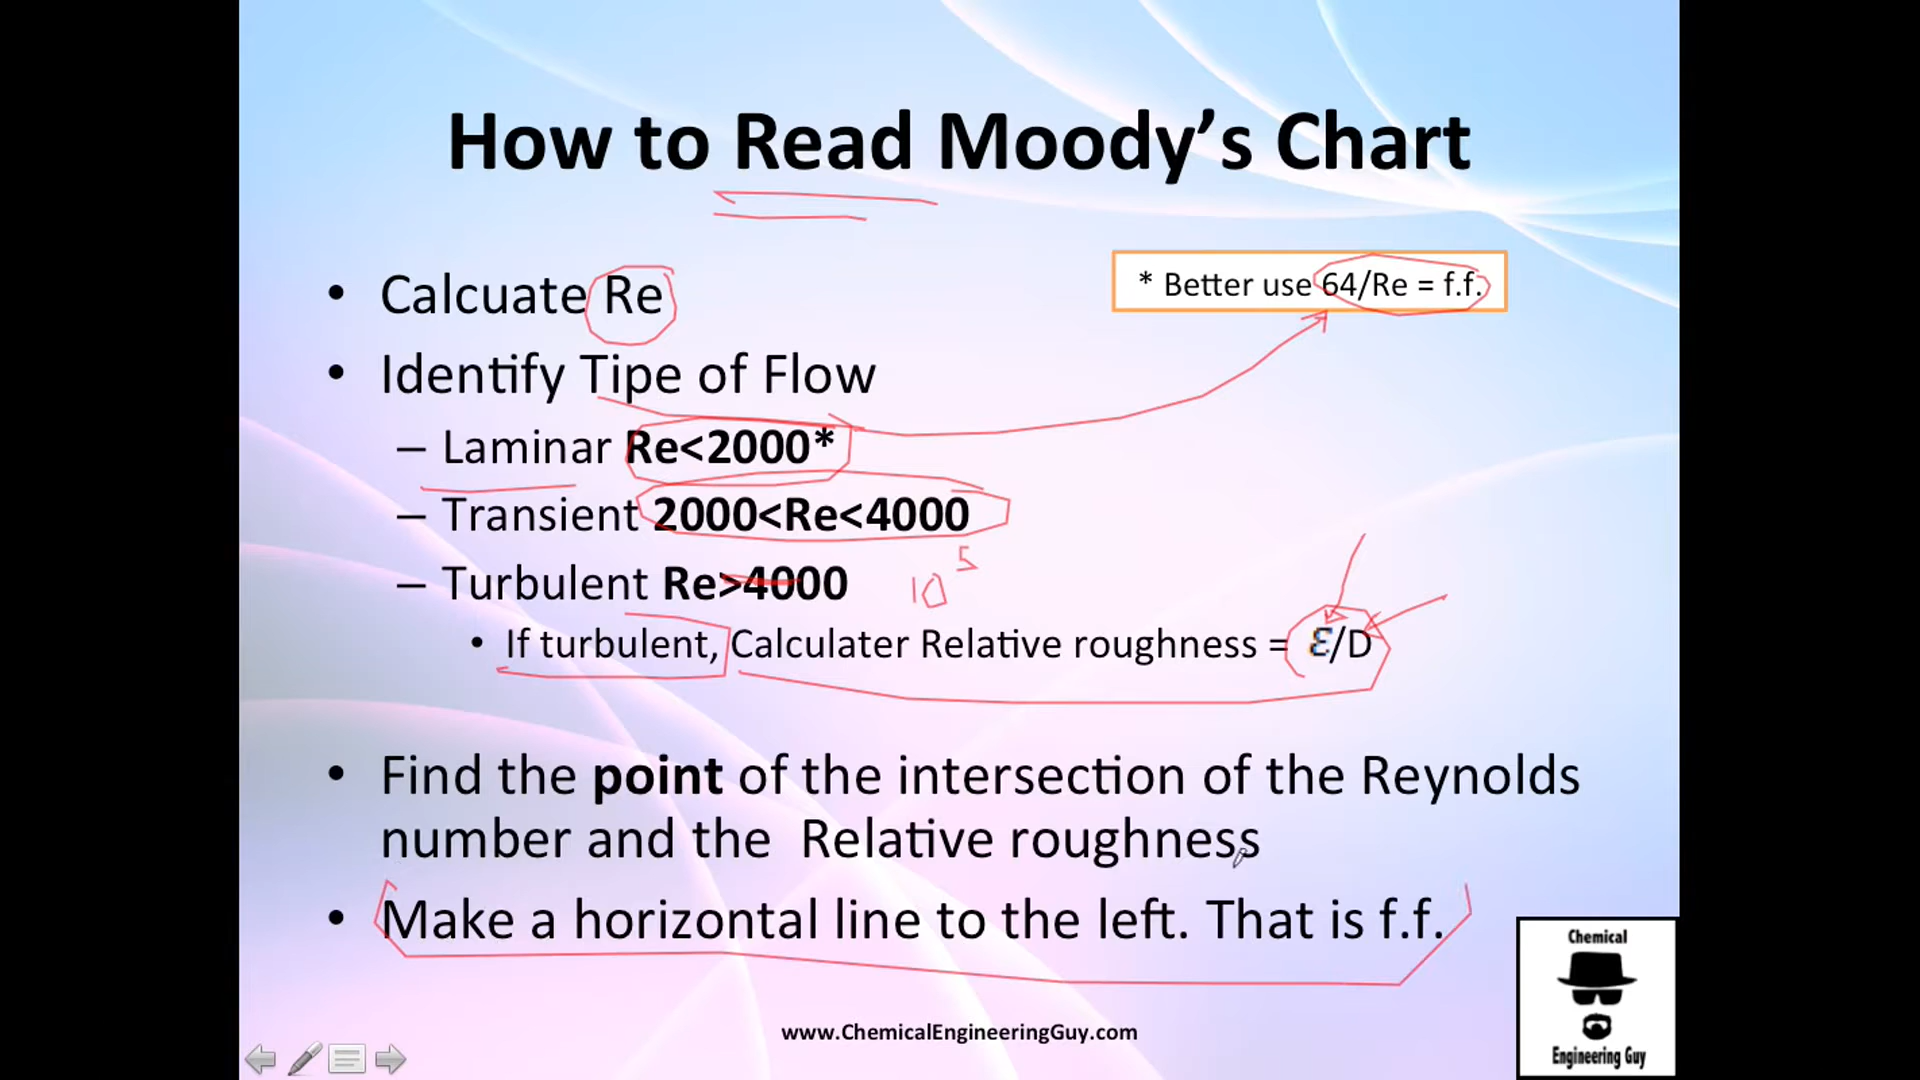 How to Read Moody’s Chart
• Calcuate Re
* Better use 64/Re = f.f.
• Identify Tipe of Flow
– Laminar Re<2000*
– Transient 2000<Re<4000
– Turbulent Re>4000 10⁵
• If turbulent, Calculater Relative roughness = Ɛ/D
• Find the point of the intersection of the Reynolds
number and the Relative roughness
• Make a horizontal line to the left. That is f.f.
www.ChemicalEngineeringGuy.com
Chemical
Engineering Guy